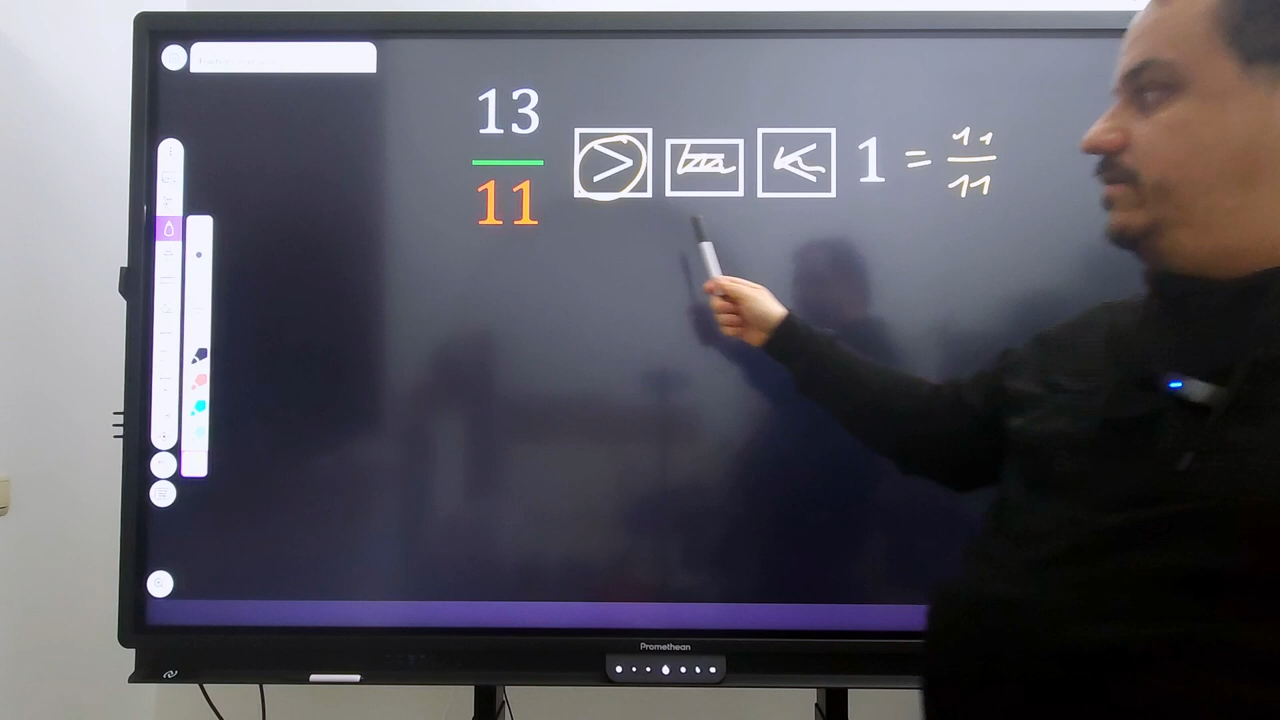 13/11 > = < 1 = 11/11
Promethean